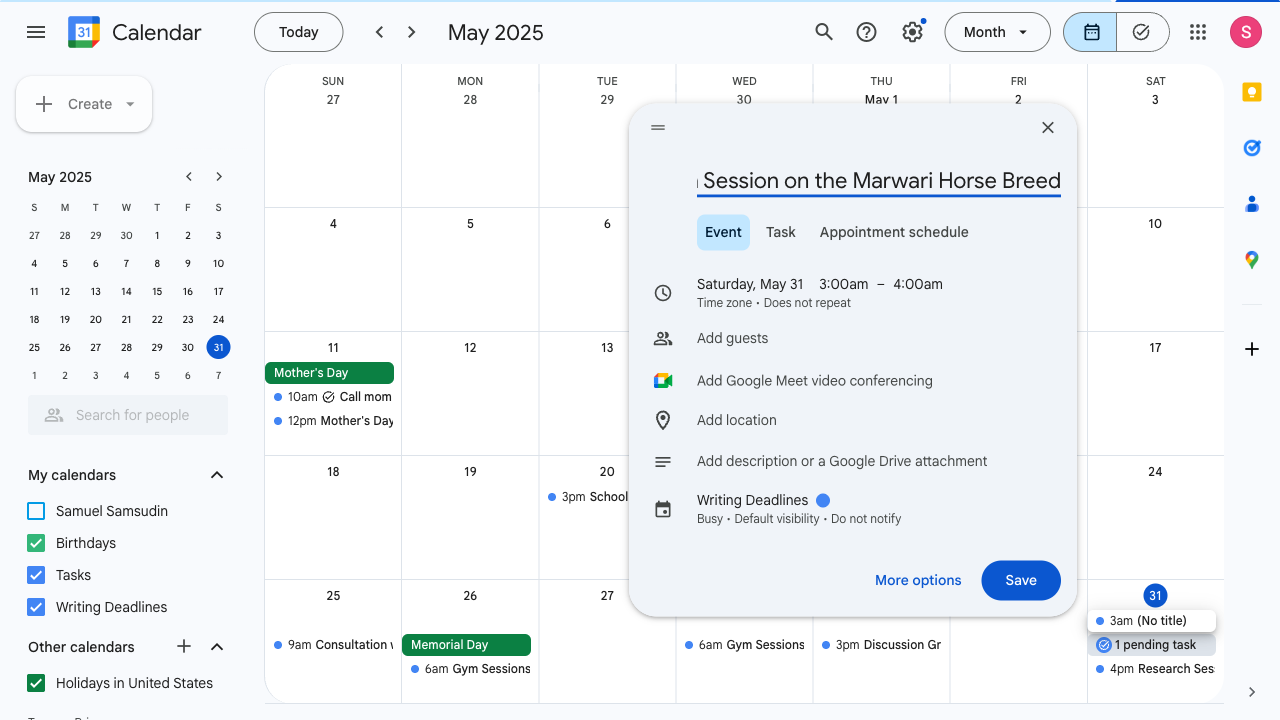 31
Calendar
Today
May 2025
Month
S
Create
May 2025
S M T W T F S
27 28 29 30 1 2 3
4 5 6 7 8 9 10
11 12 13 14 15 16 17
18 19 20 21 22 23 24
25 26 27 28 29 30 31
1 2 3 4 5 6 7
Search for people
My calendars
Samuel Samsudin
Birthdays
Tasks
Writing Deadlines
Other calendars
Holidays in United States
SUN MON TUE WED THU FRI SAT
27 28 29 30 May 1 2 3
4 5 6 10
11 12 13 17
Mother's Day
10am Call mom
12pm Mother's Day
18 19 20 24
3pm School
25 26 27 31
9am Consultation
Memorial Day
6am Gym Sessions
6am Gym Sessions
3pm Discussion Gr
3am (No title)
1 pending task
4pm Research Ses
Session on the Marwari Horse Breed
Event Task Appointment schedule
Saturday, May 31 3:00am – 4:00am
Time zone • Does not repeat
Add guests
Add Google Meet video conferencing
Add location
Add description or a Google Drive attachment
Writing Deadlines
Busy • Default visibility • Do not notify
More options
Save